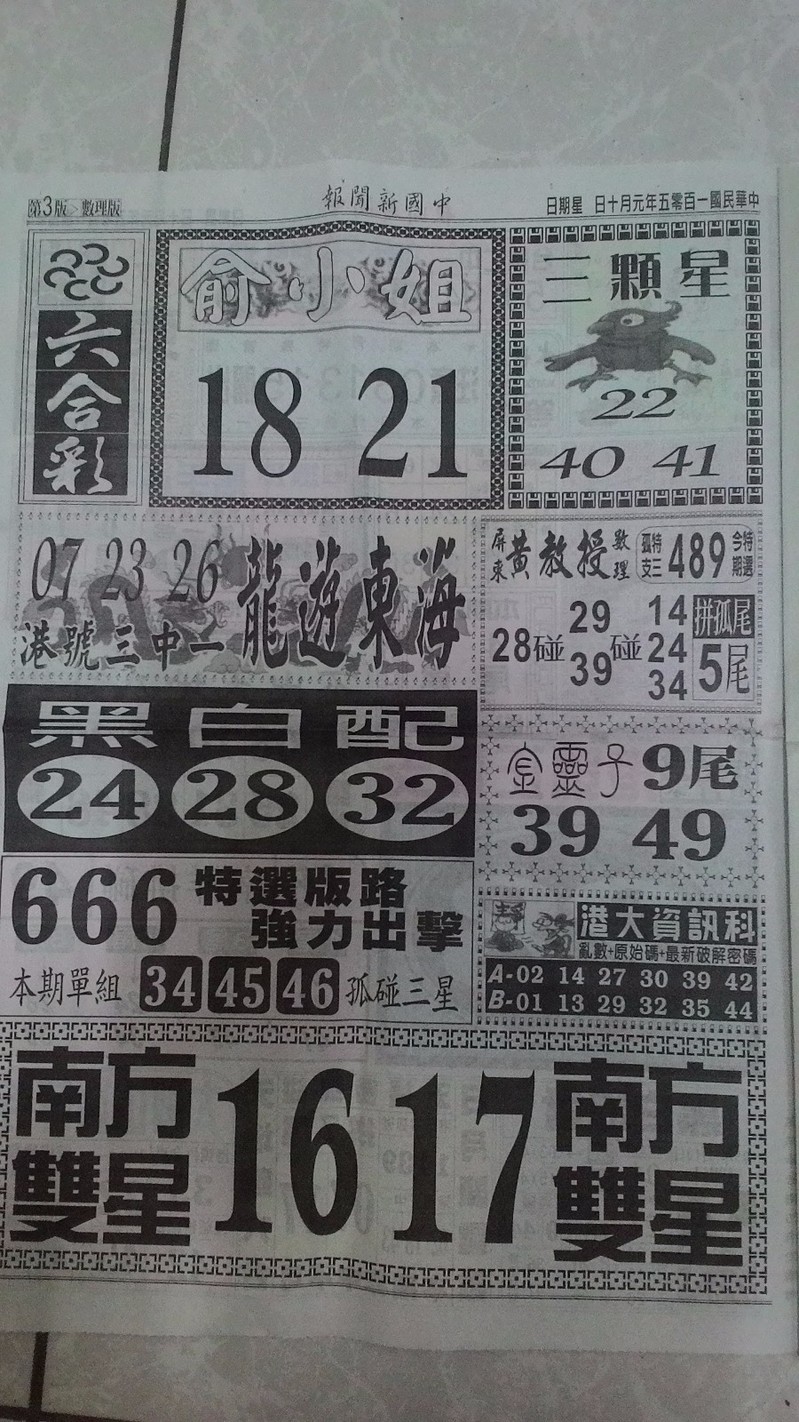 第3版＞數理版
報聞新國中
日期星 日十月元年五零百一國民華中
六合彩
俞小姐
18 21
三顆星
22
40 41
07 23 26
港號三中一
龍遊東海
屏東黃教授數理
孤支特三 489 今期特選
28碰 29 39 碰 14 24 34
拼孤尾
5尾
黑白配
24 28 32
金靈子 9尾
39 49
666 特選版路
強力出擊
本期單組 34 45 46 孤碰三星
港大資訊科
亂數+原始碼+最新破解密碼
A-02 14 27 30 39 42
B-01 13 29 32 35 44
南方雙星 16 17 南方雙星